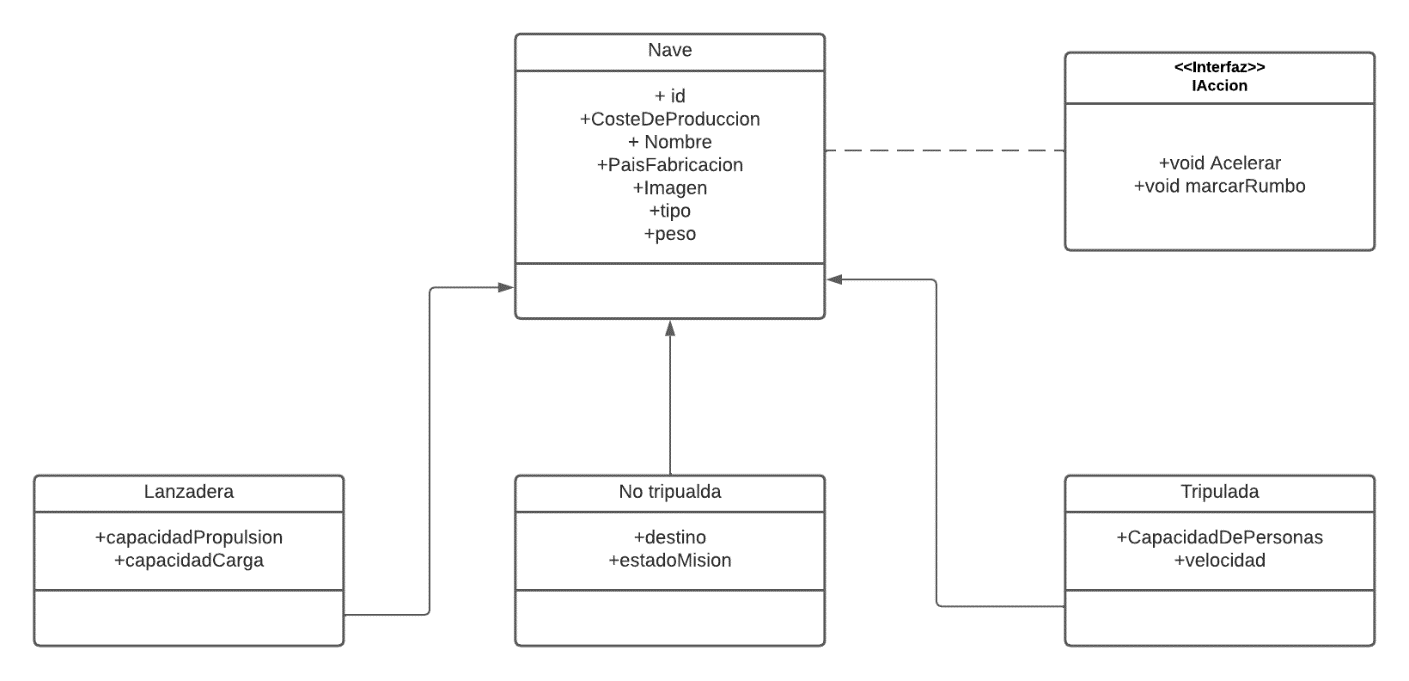 Nave
+ id
+CosteDeProduccion
+ Nombre
+PaisFabricacion
+Imagen
+tipo
+peso
<<Interfaz>>
IAccion
+void Acelerar
+void marcarRumbo
Lanzadera
+capacidadPropulsion
+capacidadCarga
No tripualda
+destino
+estadoMision
Tripulada
+CapacidadDePersonas
+velocidad